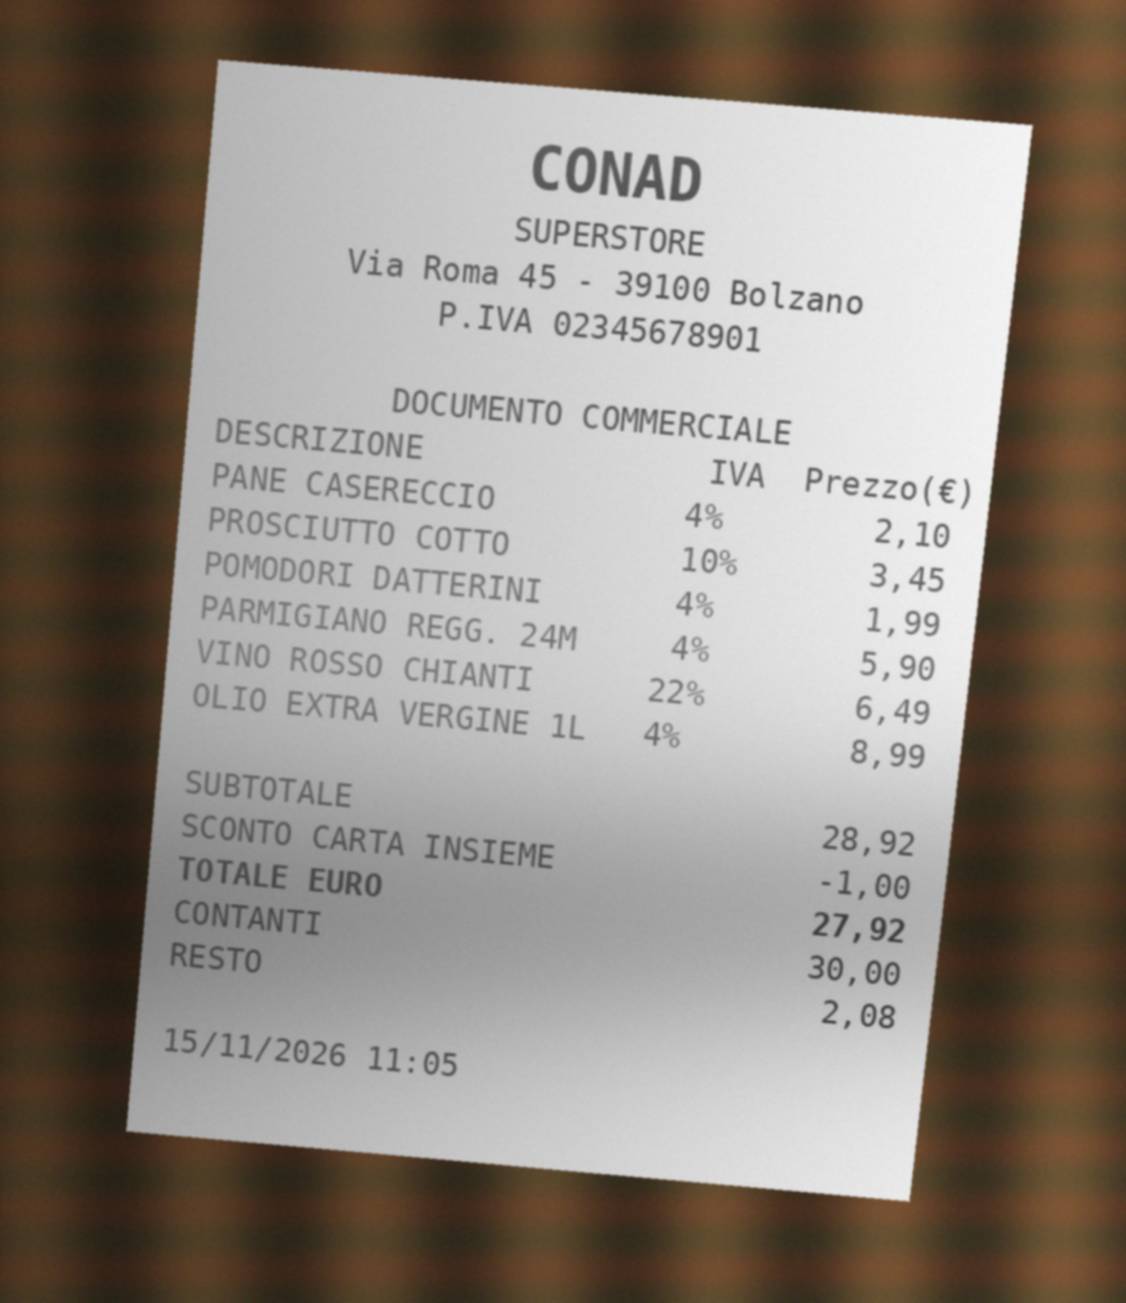 CONAD
SUPERSTORE
Via Roma 45 - 39100 Bolzano
P.IVA 02345678901
DOCUMENTO COMMERCIALE
DESCRIZIONE IVA Prezzo(€)
PANE CASERECCIO 4% 2,10
PROSCIUTTO COTTO 10% 3,45
POMODORI DATTERINI 4% 1,99
PARMIGIANO REGG. 24M 4% 5,90
VINO ROSSO CHIANTI 22% 6,49
OLIO EXTRA VERGINE 1L 4% 8,99
SUBTOTALE 28,92
SCONTO CARTA INSIEME -1,00
TOTALE EURO 27,92
CONTANTI 30,00
RESTO 2,08
15/11/2026 11:05